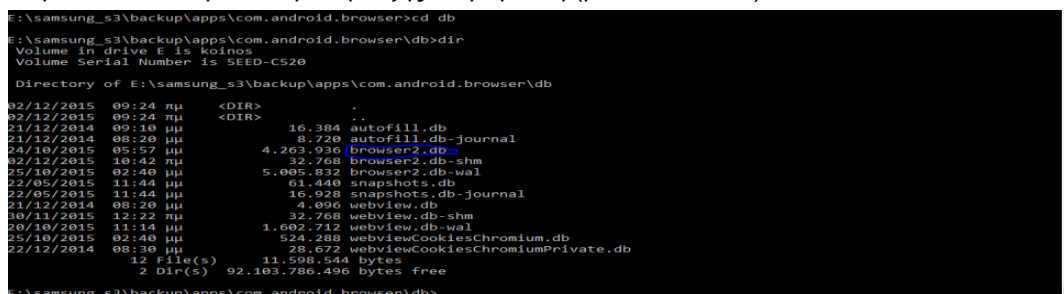 E:\samsung_s3\backup\apps\com.android.browser>cd db
E:\samsung_s3\backup\apps\com.android.browser\db>dir
Volume in drive E is koinos
Volume Serial Number is 5EED-C520
Directory of E:\samsung_s3\backup\apps\com.android.browser\db
02/12/2015 09:24 πμ <DIR> .
02/12/2015 09:24 πμ <DIR> ..
21/12/2014 09:10 μμ 16.384 autofill.db
21/12/2014 08:20 μμ 8.720 autofill.db-journal
24/10/2015 05:57 μμ 4.263.936 browser2.db
02/12/2015 10:42 πμ 32.768 browser2.db-shm
25/10/2015 02:40 μμ 5.005.832 browser2.db-wal
22/05/2015 11:44 μμ 61.440 snapshots.db
22/05/2015 11:44 μμ 16.928 snapshots.db-journal
21/12/2014 08:20 μμ 4.096 webview.db
30/11/2015 12:22 πμ 32.768 webview.db-shm
20/10/2015 11:14 μμ 1.602.712 webview.db-wal
25/10/2015 02:40 μμ 524.288 webviewCookiesChromium.db
22/12/2014 08:30 μμ 28.672 webviewCookiesChromiumPrivate.db
12 File(s) 11.598.544 bytes
2 Dir(s) 92.103.786.496 bytes free
E:\samsung_s3\backup\apps\com.android.browser\db>